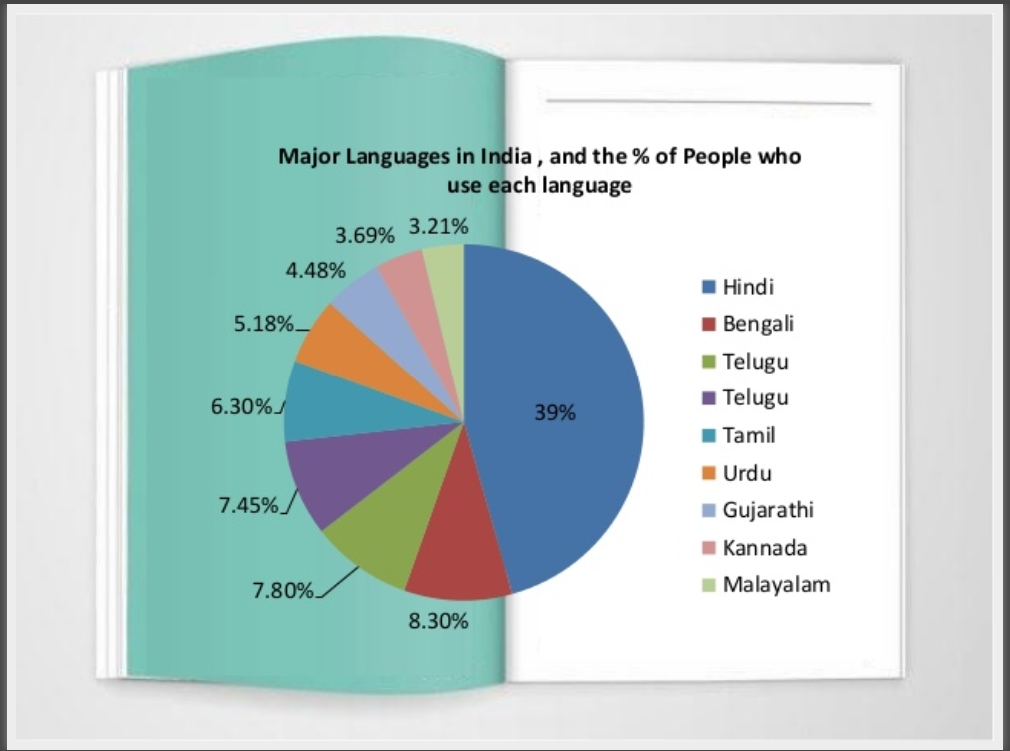 Major Languages in India , and the % of People who
use each language
3.21%
3.69%
4.48%
5.18%
6.30%
7.45%
7.80%
8.30%
39%
Hindi
Bengali
Telugu
Telugu
Tamil
Urdu
Gujarathi
Kannada
Malayalam